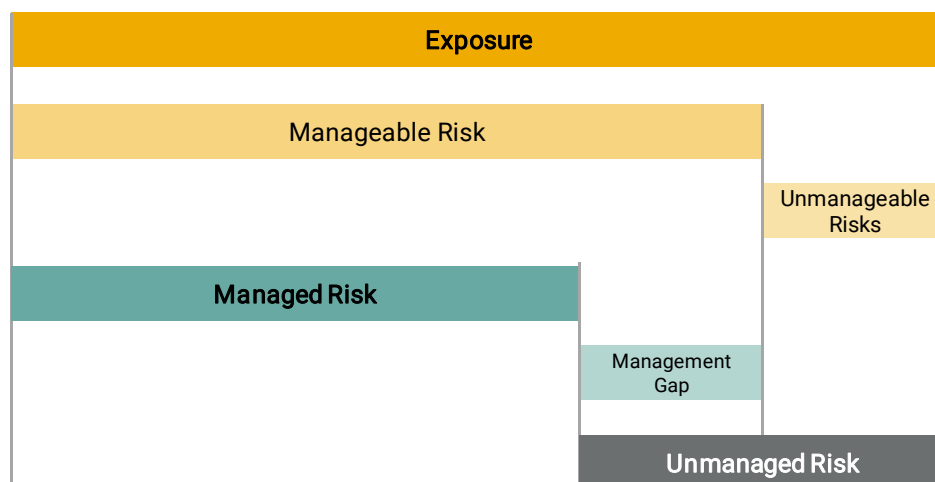 Exposure
Manageable Risk
Unmanageable
Risks
Managed Risk
Management
Gap
Unmanaged Risk